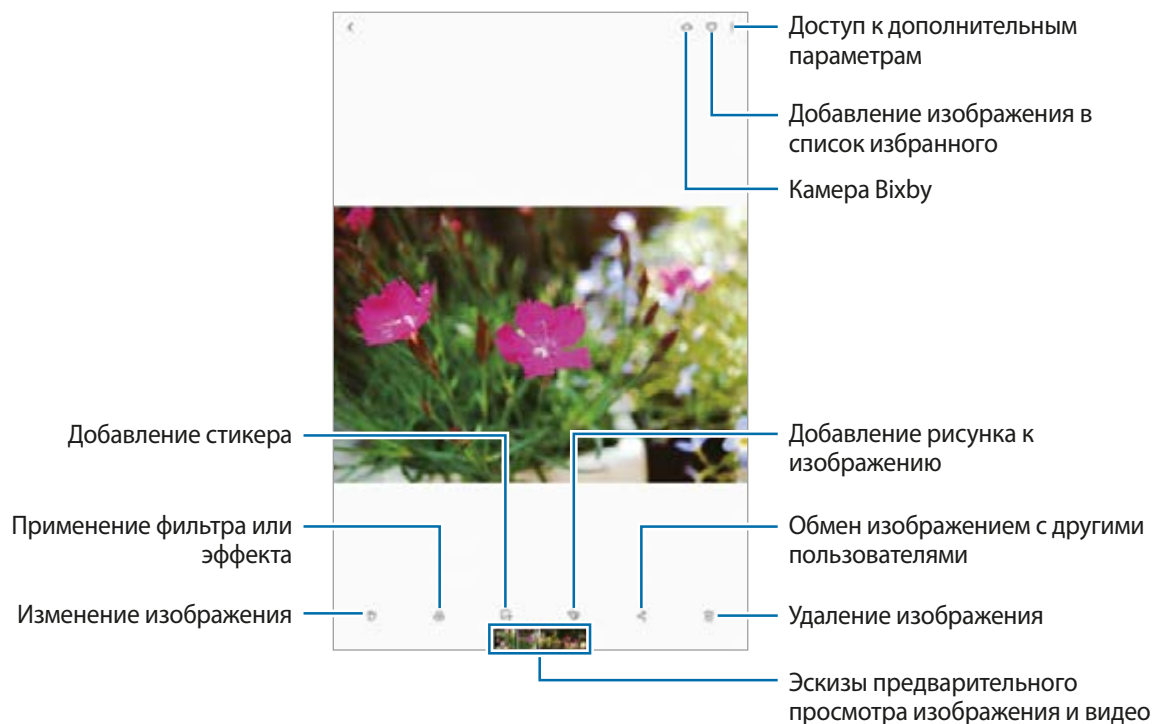 Доступ к дополнительным
параметрам
Добавление изображения в
список избранного
Камера Bixby
Добавление стикера
Добавление рисунка к
изображению
Применение фильтра или
эффекта
Обмен изображением с другими
пользователями
Изменение изображения
Удаление изображения
Эскизы предварительного
просмотра изображения и видео